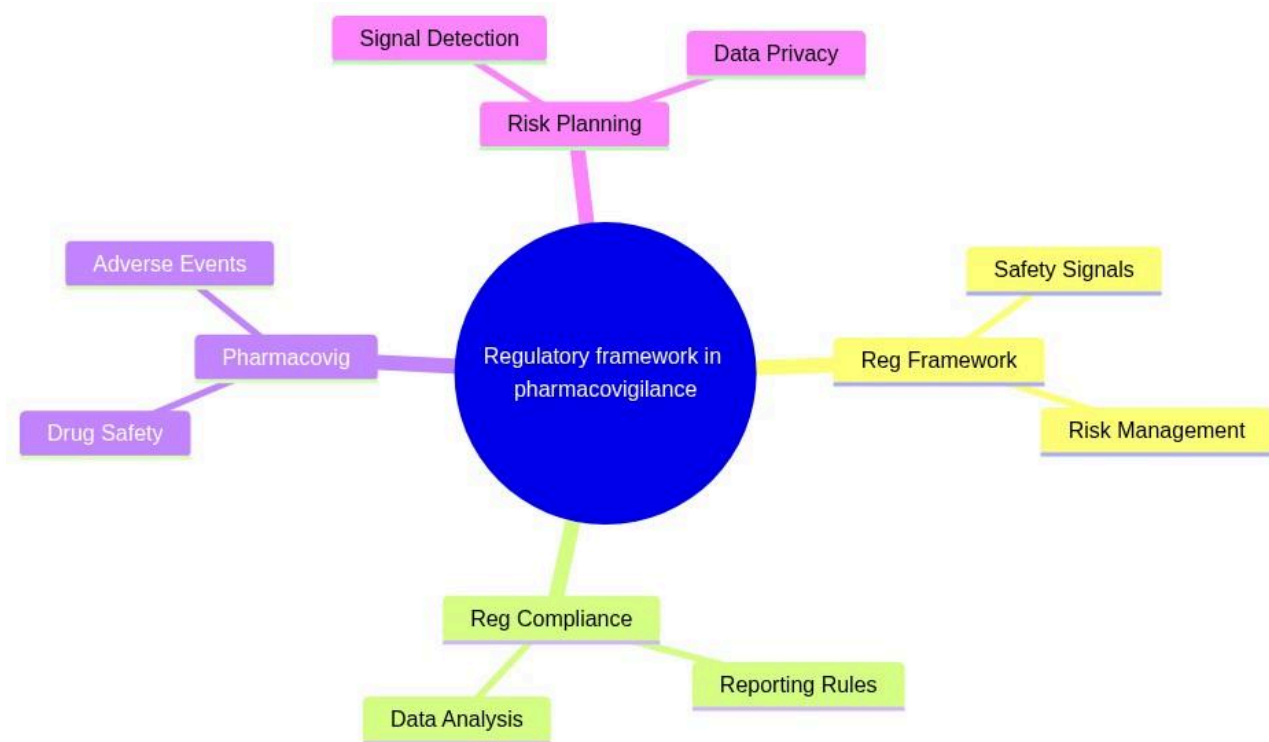 Signal Detection
Data Privacy
Risk Planning
Adverse Events
Pharmacovig
Drug Safety
Regulatory framework in
pharmacovigilance
Safety Signals
Reg Framework
Risk Management
Reg Compliance
Reporting Rules
Data Analysis